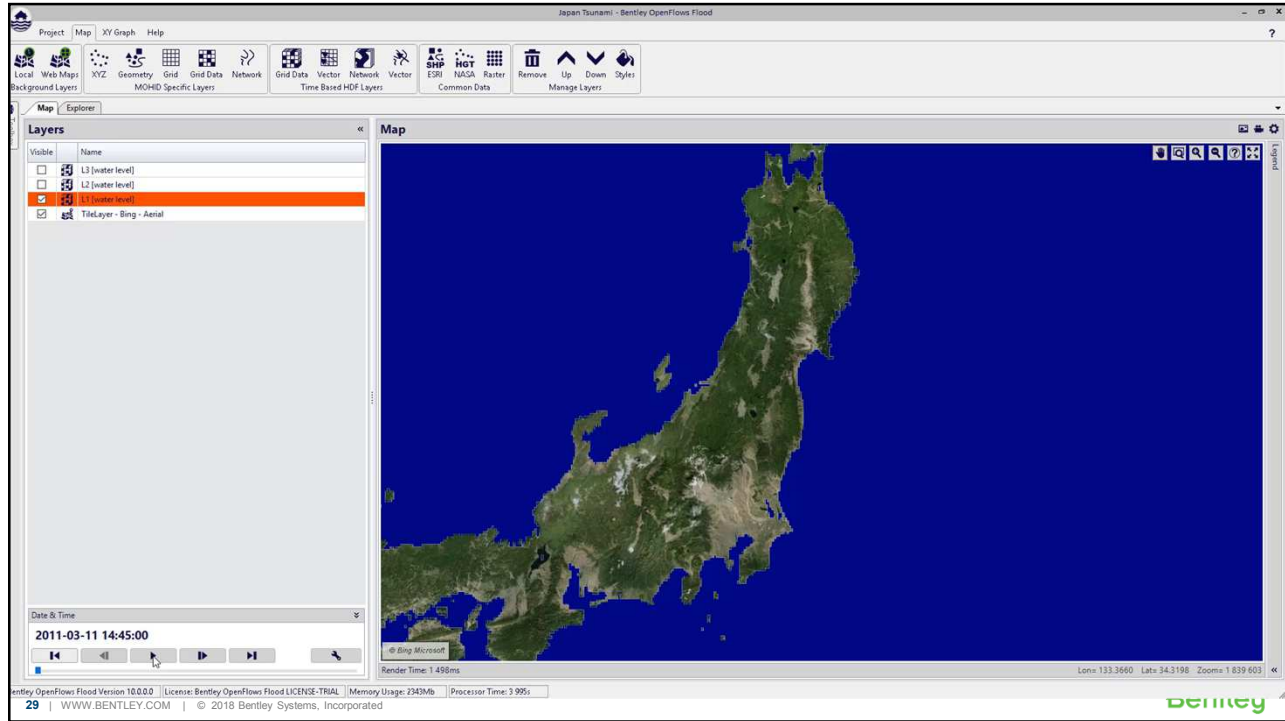 Japan Tsunami - Bentley OpenFlows Flood
Project Map XY Graph Help ?
Local Web Maps XYZ Geometry Grid Grid Data Network Grid Data Vector Network Vector ESRI NASA Raster Remove Up Down Styles
SHP HGT
Background Layers MOHID Specific Layers Time Based HDF Layers Common Data Manage Layers
Map Explorer
Layers «
Map
Visible Name
L3 [water level]
L2 [water level]
L1 [water level]
TileLayer - Bing - Aerial
Legend
Date & Time
2011-03-11 14:45:00
© Bing Microsoft
Render Time: 1 498ms
Lon= 133.3660 Lat= 34.3198 Zoom= 1 839 603 «
entley OpenFlows Flood Version 10.0.0.0 License: Bentley OpenFlows Flood LICENSE-TRIAL Memory Usage: 2343Mb Processor Time: 3 995s
29 | WWW.BENTLEY.COM | © 2018 Bentley Systems, Incorporated
Bentley